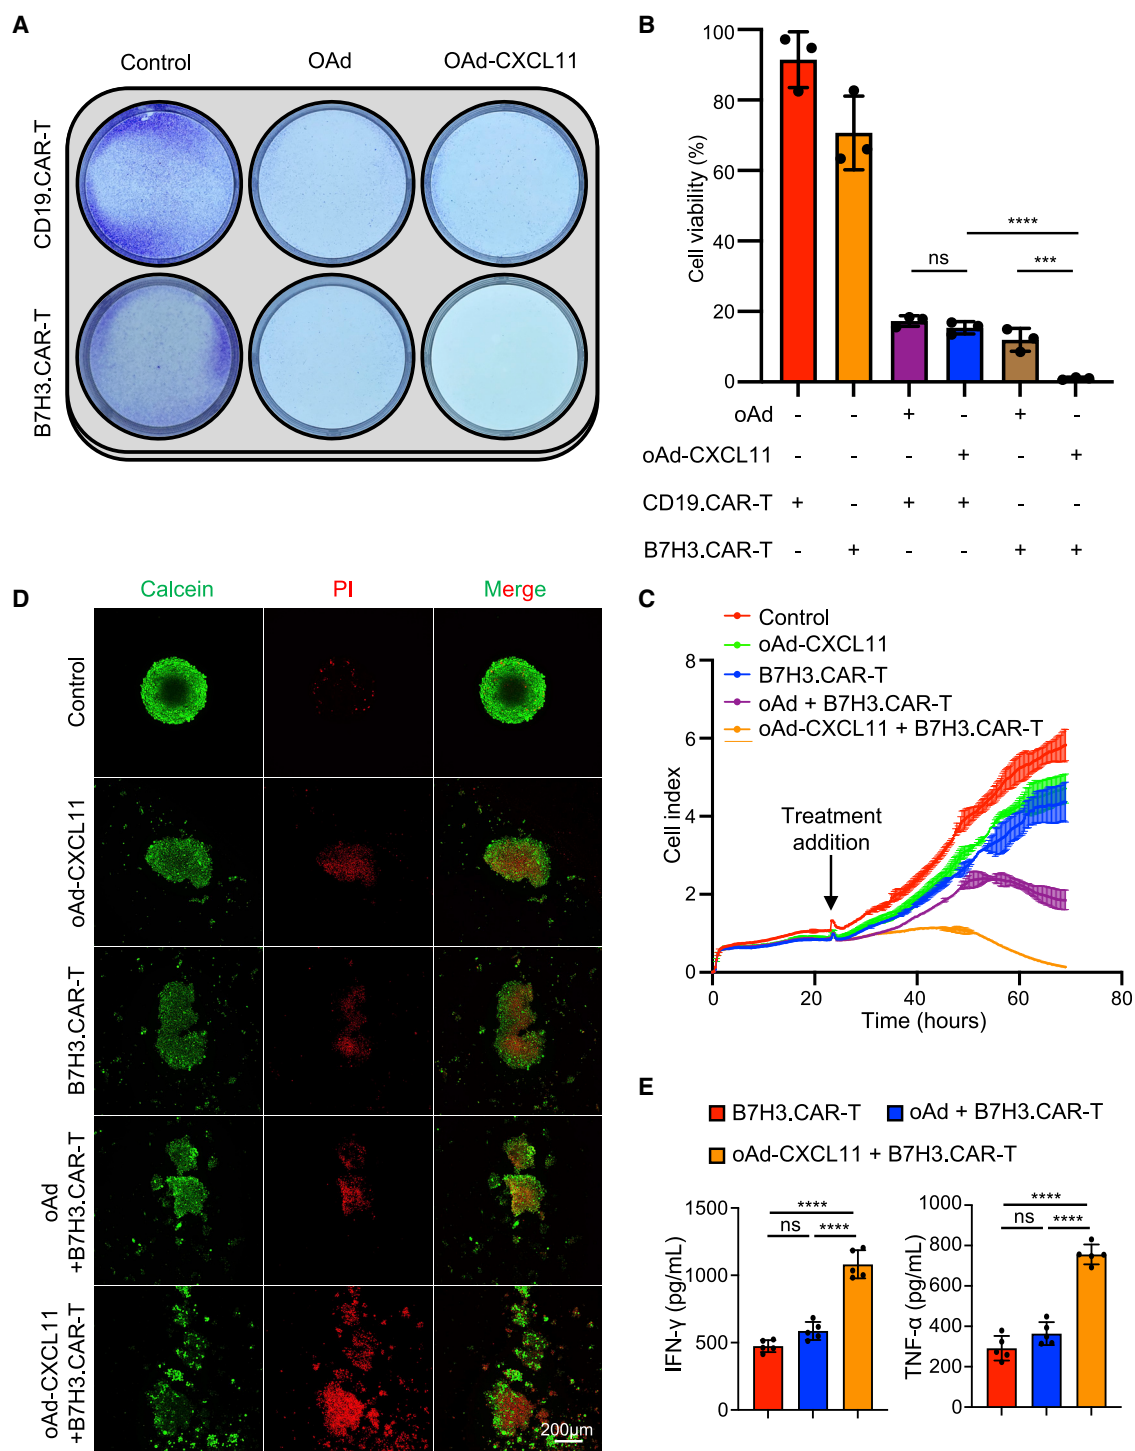 A
Control
OAd
OAd-CXCL11
CD19.CAR-T
B7H3.CAR-T
B
Cell viability (%)
100
80
60
40
20
0
ns
****
***
oAd - - + - + -
oAd-CXCL11 - - - + - +
CD19.CAR-T + - + + - -
B7H3.CAR-T - + - - + +
D
Calcein
PI
Merge
Control
oAd-CXCL11
B7H3.CAR-T
oAd
+B7H3.CAR-T
oAd-CXCL11
+B7H3.CAR-T
200μm
C
Control
oAd-CXCL11
B7H3.CAR-T
oAd + B7H3.CAR-T
oAd-CXCL11 + B7H3.CAR-T
Cell index
8
6
4
2
0
Treatment
addition
0 20 40 60 80
Time (hours)
E
B7H3.CAR-T
oAd + B7H3.CAR-T
oAd-CXCL11 + B7H3.CAR-T
IFN-γ (pg/mL)
1500
1000
500
0
****
ns
****
TNF-α (pg/mL)
1000
800
600
400
200
0
****
ns
****